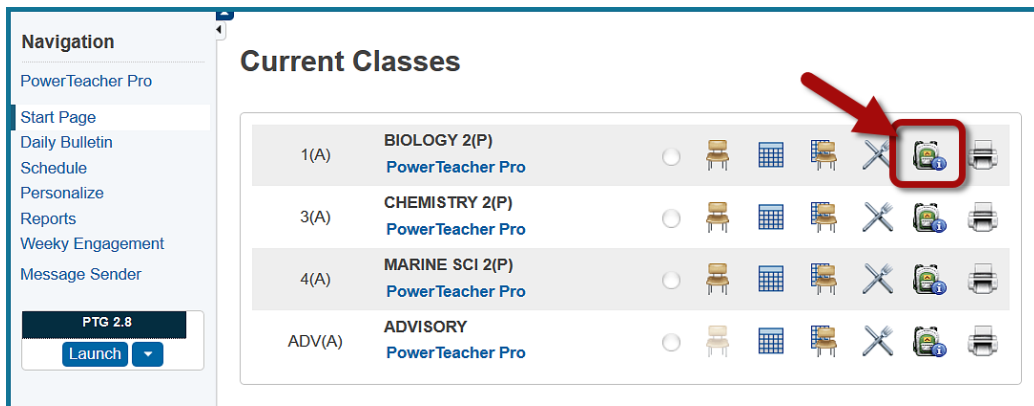 Navigation
PowerTeacher Pro
Start Page
Daily Bulletin
Schedule
Personalize
Reports
Weeky Engagement
Message Sender
PTG 2.8
Launch
Current Classes
1(A) BIOLOGY 2(P)
PowerTeacher Pro
3(A) CHEMISTRY 2(P)
PowerTeacher Pro
4(A) MARINE SCI 2(P)
PowerTeacher Pro
ADV(A) ADVISORY
PowerTeacher Pro